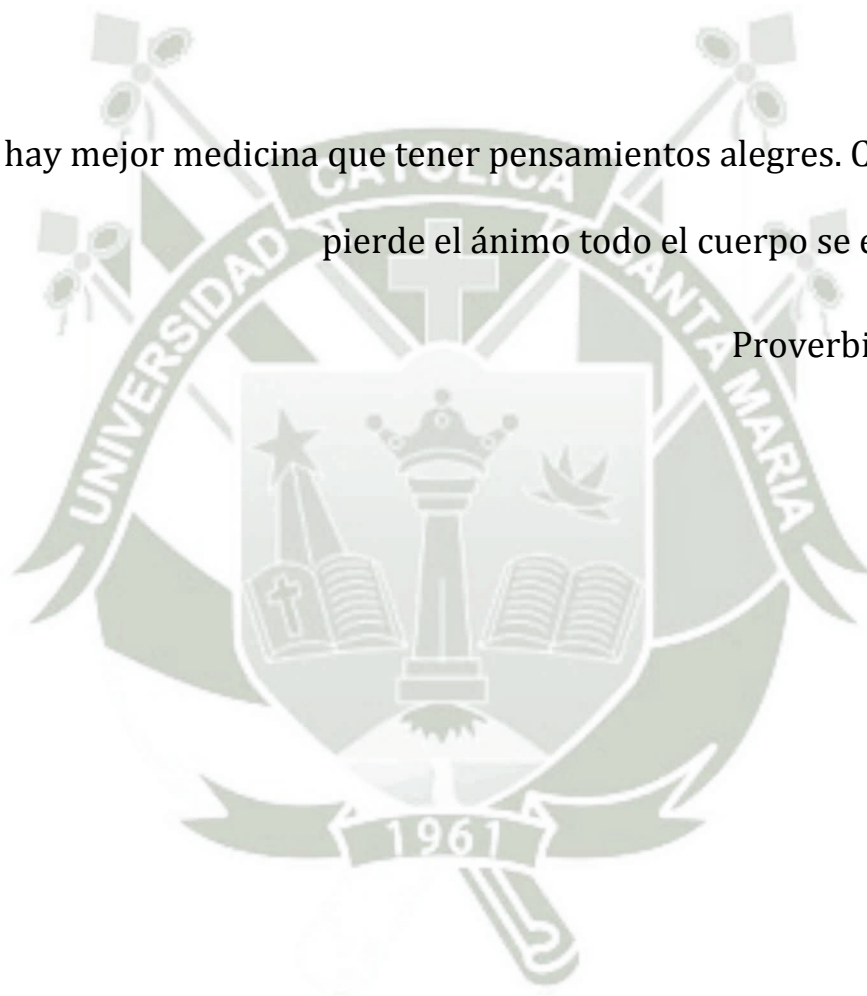 hay mejor medicina que tener pensamientos alegres.
pierde el ánimo todo el cuerpo se
UNIVERSIDAD CATOLICA SANTA MARIA
1961